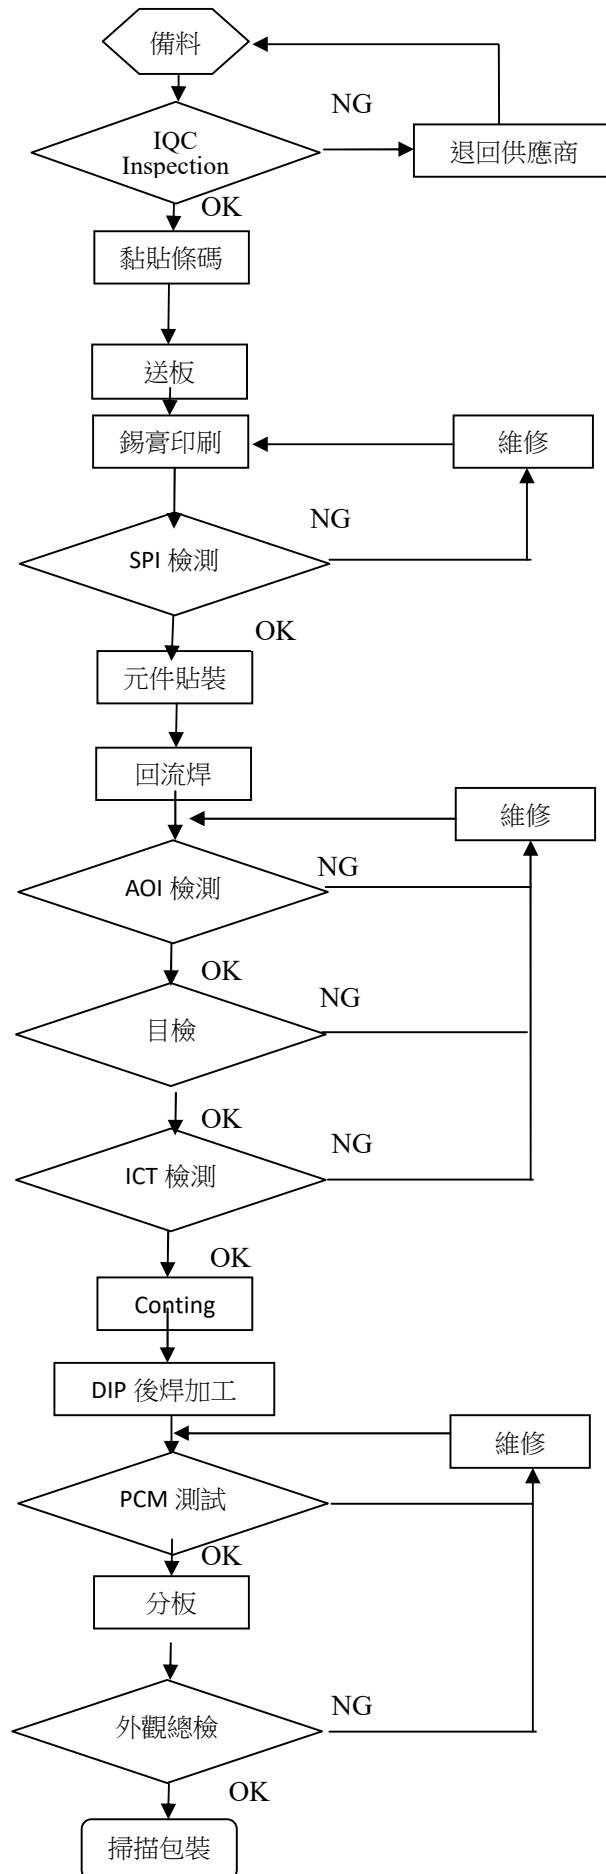 備料
NG
IQC
Inspection
退回供應商
OK
黏貼條碼
送板
錫膏印刷
維修
NG
SPI 檢測
OK
元件貼裝
回流焊
維修
NG
AOI 檢測
OK
NG
目檢
OK
NG
ICT 檢測
OK
Conting
DIP 後焊加工
維修
PCM 測試
OK
分板
NG
外觀總檢
OK
掃描包裝